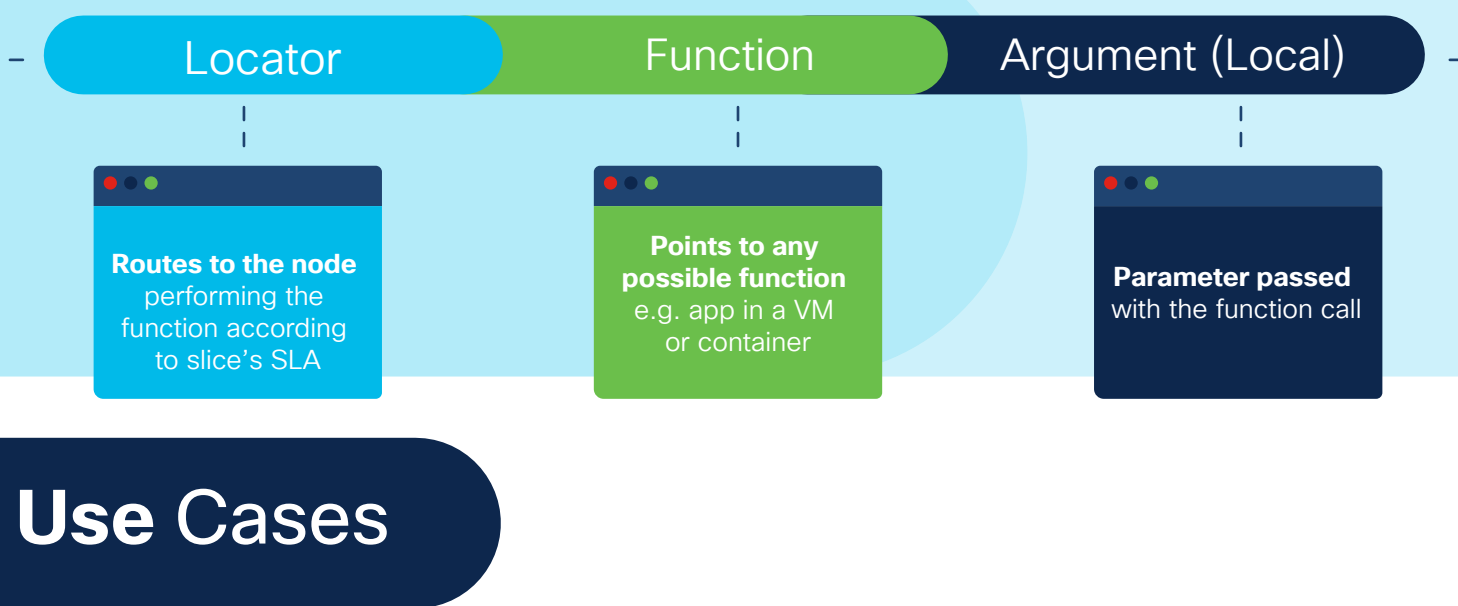 Locator
Function
Argument (Local)
Routes to the node
performing the
function according
to slice's SLA
Points to any
possible function
e.g. app in a VM
or container
Parameter passed
with the function call
Use Cases